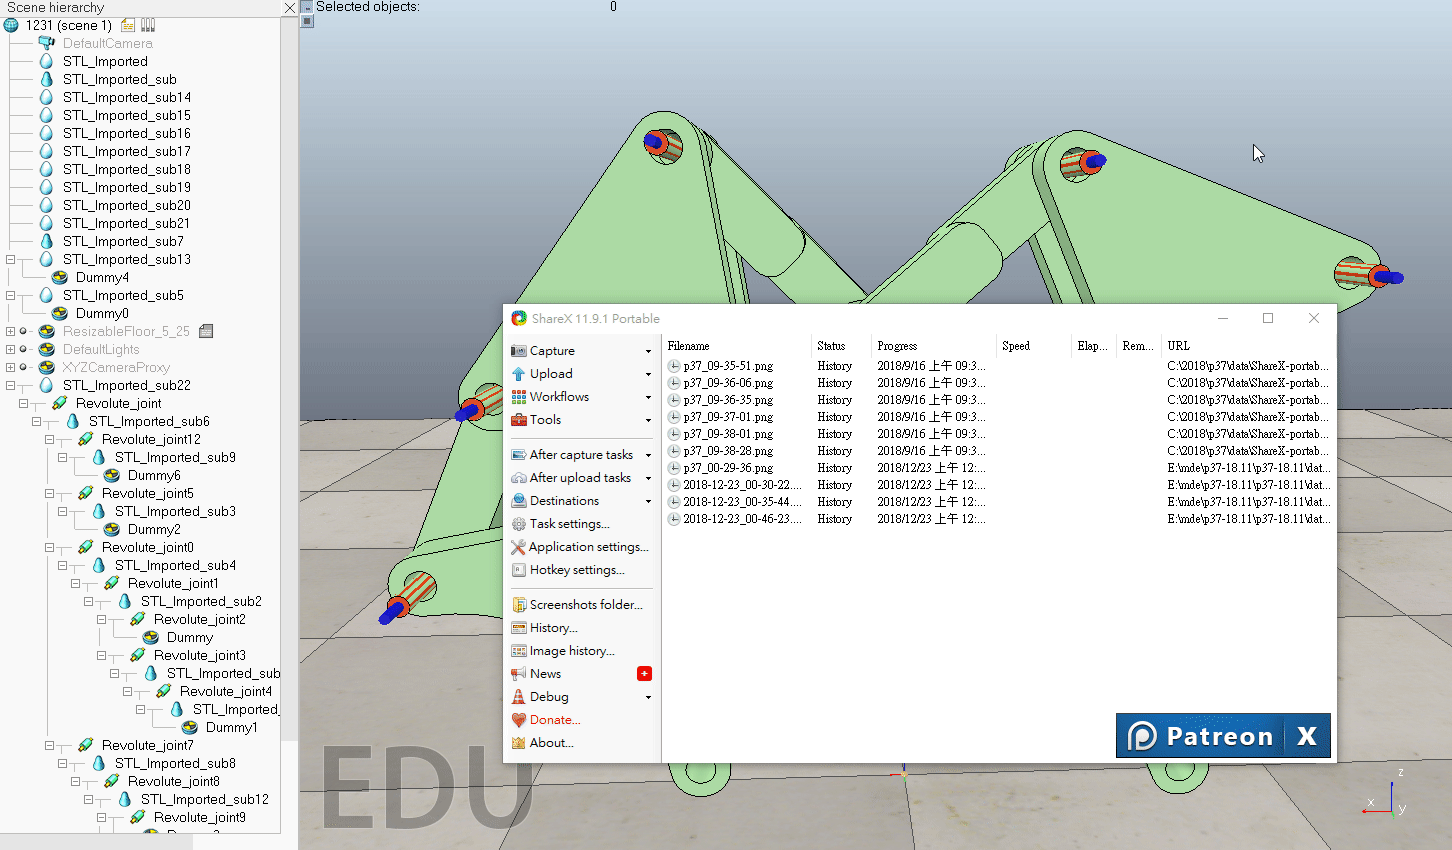 Scene hierarchy
Selected objects: 0
1231 (scene 1)
DefaultCamera
STL_Imported
STL_Imported_sub
STL_Imported_sub14
STL_Imported_sub15
STL_Imported_sub16
STL_Imported_sub17
STL_Imported_sub18
STL_Imported_sub19
STL_Imported_sub20
STL_Imported_sub21
STL_Imported_sub7
STL_Imported_sub13
Dummy4
STL_Imported_sub5
Dummy0
ResizableFloor_5_25
DefaultLights
XYZCameraProxy
STL_Imported_sub22
Revolute_joint
STL_Imported_sub6
Revolute_joint12
STL_Imported_sub9
Dummy6
Revolute_joint5
STL_Imported_sub3
Dummy2
Revolute_joint0
STL_Imported_sub4
Revolute_joint1
STL_Imported_sub2
Revolute_joint2
Dummy
Revolute_joint3
STL_Imported_sub
Revolute_joint4
STL_Imported_
Dummy1
Revolute_joint7
STL_Imported_sub8
Revolute_joint8
STL_Imported_sub12
Revolute_joint9
ShareX 11.9.1 Portable
Capture
Upload
Workflows
Tools
After capture tasks
After upload tasks
Destinations
Task settings...
Application settings...
Hotkey settings...
Screenshots folder...
History...
Image history...
News +
Debug
Donate...
About...
Filename Status Progress Speed Elap... Rem... URL
p37_09-35-51.png History 2018/9/16 上午 09:3... C:\2018\p37\data\ShareX-portab...
p37_09-36-06.png History 2018/9/16 上午 09:3... C:\2018\p37\data\ShareX-portab...
p37_09-36-35.png History 2018/9/16 上午 09:3... C:\2018\p37\data\ShareX-portab...
p37_09-37-01.png History 2018/9/16 上午 09:3... C:\2018\p37\data\ShareX-portab...
p37_09-38-01.png History 2018/9/16 上午 09:3... C:\2018\p37\data\ShareX-portab...
p37_09-38-28.png History 2018/9/16 上午 09:3... C:\2018\p37\data\ShareX-portab...
p37_00-29-36.png History 2018/12/23 上午 12:... E:\mde\p37-18.11\p37-18.11\dat...
2018-12-23_00-30-22.... History 2018/12/23 上午 12:... E:\mde\p37-18.11\p37-18.11\dat...
2018-12-23_00-35-44.... History 2018/12/23 上午 12:... E:\mde\p37-18.11\p37-18.11\dat...
2018-12-23_00-46-23.... History 2018/12/23 上午 12:... E:\mde\p37-18.11\p37-18.11\dat...
Patreon X
EDU
z
x
y